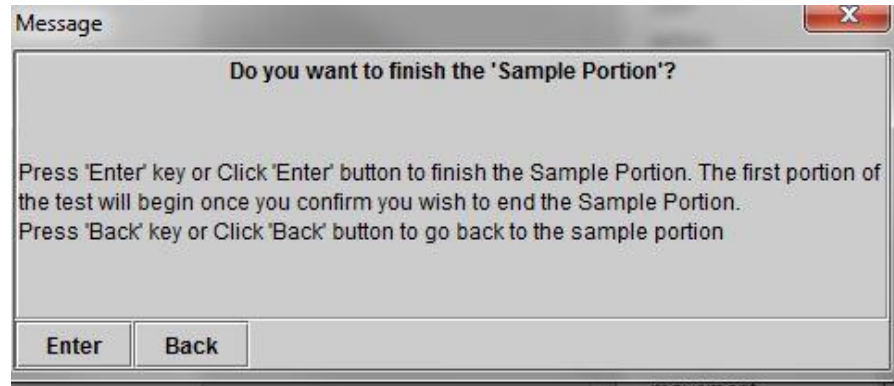 Message
X
Do you want to finish the 'Sample Portion'?
Press 'Enter' key or Click 'Enter' button to finish the Sample Portion. The first portion of
the test will begin once you confirm you wish to end the Sample Portion.
Press 'Back' key or Click 'Back' button to go back to the sample portion
Enter Back